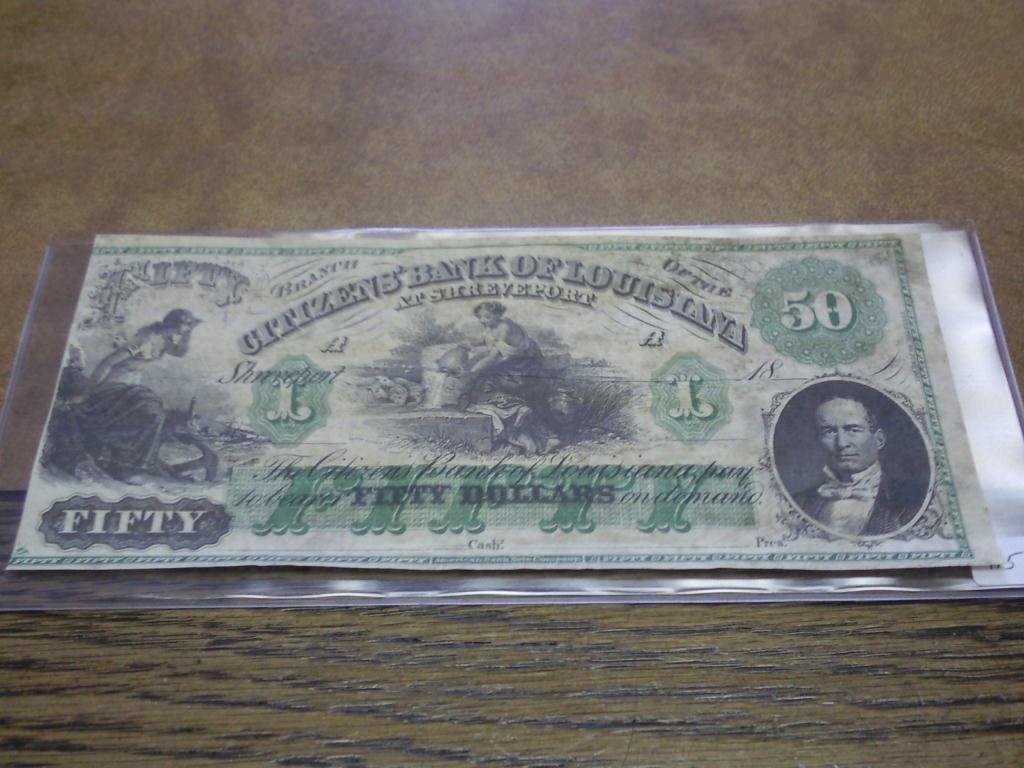 FIFTY
BRANCH OF THE
CITIZENS' BANK OF LOUISIANA
AT SHREVEPORT
50
A A
Shreveport 18
L L
The Citizens Bank of Louisiana pay
to bearer FIFTY DOLLARS on demand
FIFTY
Cash! Pres.
5